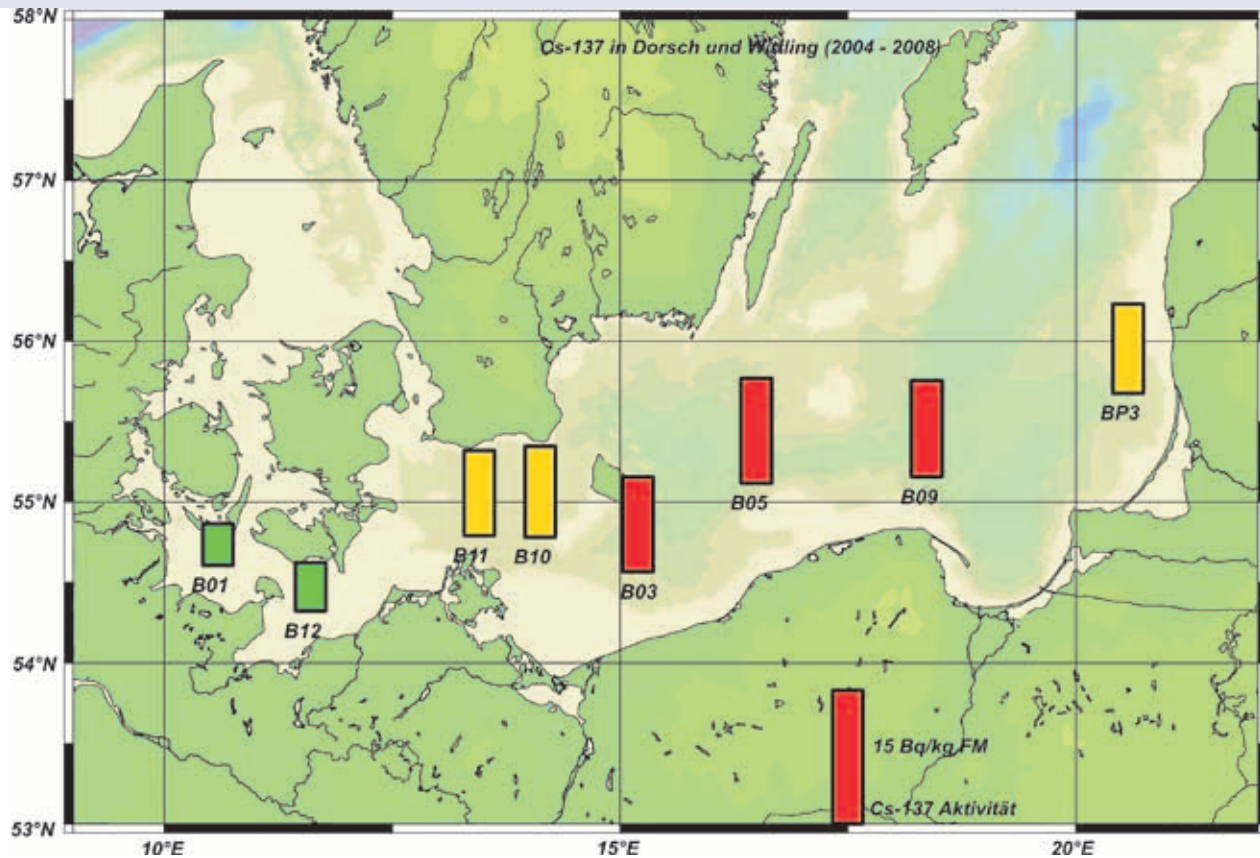 58°N
Cs-137 in Dorsch und Wittling (2004 - 2008)
57°N
56°N
BP3
55°N
B05
B09
B11
B10
B01
B03
B12
54°N
15 Bq/kg FM
Cs-137 Aktivität
53°N
10°E
15°E
20°E